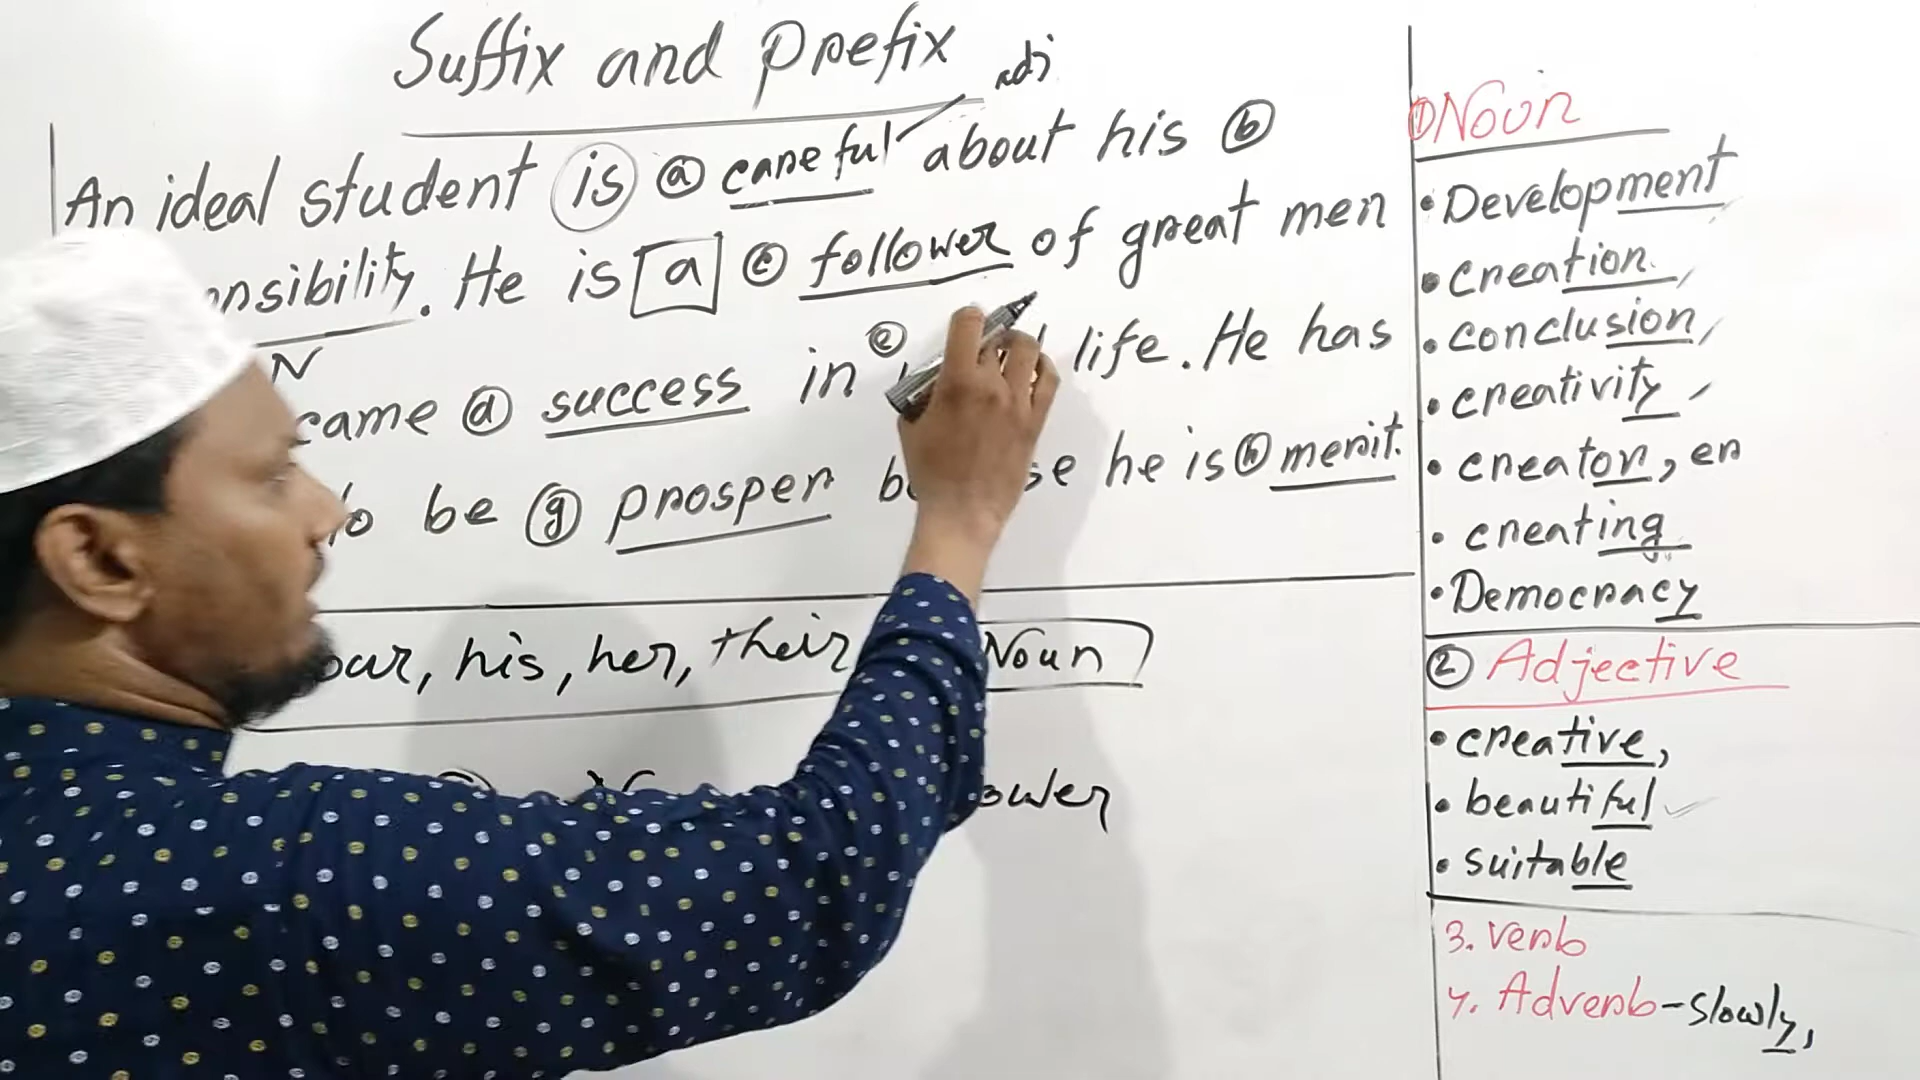 Suffix and Prefix
adj
An ideal student is ⓐ careful about his ⓑ
nsibility. He is a ⓒ follower of great men
N
came ⓓ success in ⓔ life. He has
to be ⓖ prosper he is ⓗ merit.
our, his, her, their Noun
ower
① Noun
• Development
• creation,
• conclusion,
• creativity,
• creator, er
• creating
• Democracy
② Adjective
• creative,
• beautiful
• suitable
3. verb
4. Adverb - slowly,